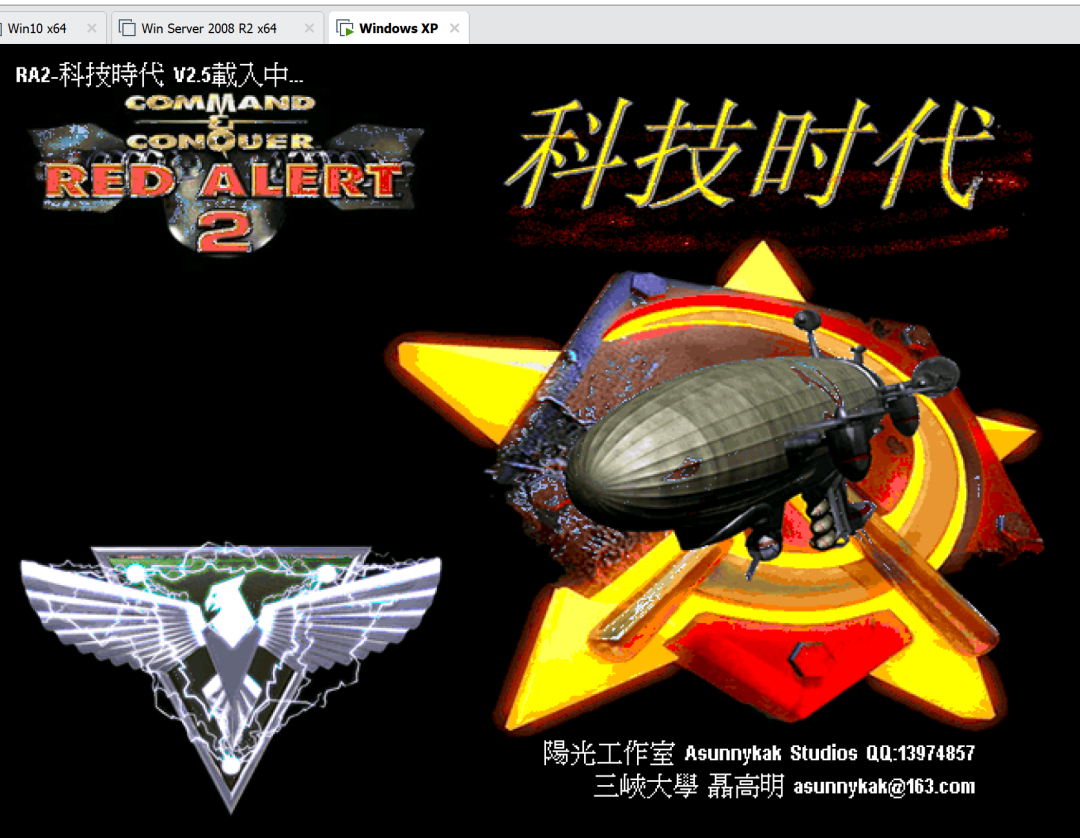 Win10 x64
Win Server 2008 R2 x64
Windows XP
RA2-科技時代 V2.5載入中...
COMMAND
&
CONQUER
RED ALERT
2
科技时代
陽光工作室 Asunnykak Studios QQ:13974857
三峽大學 聶高明 asunnykak@163.com